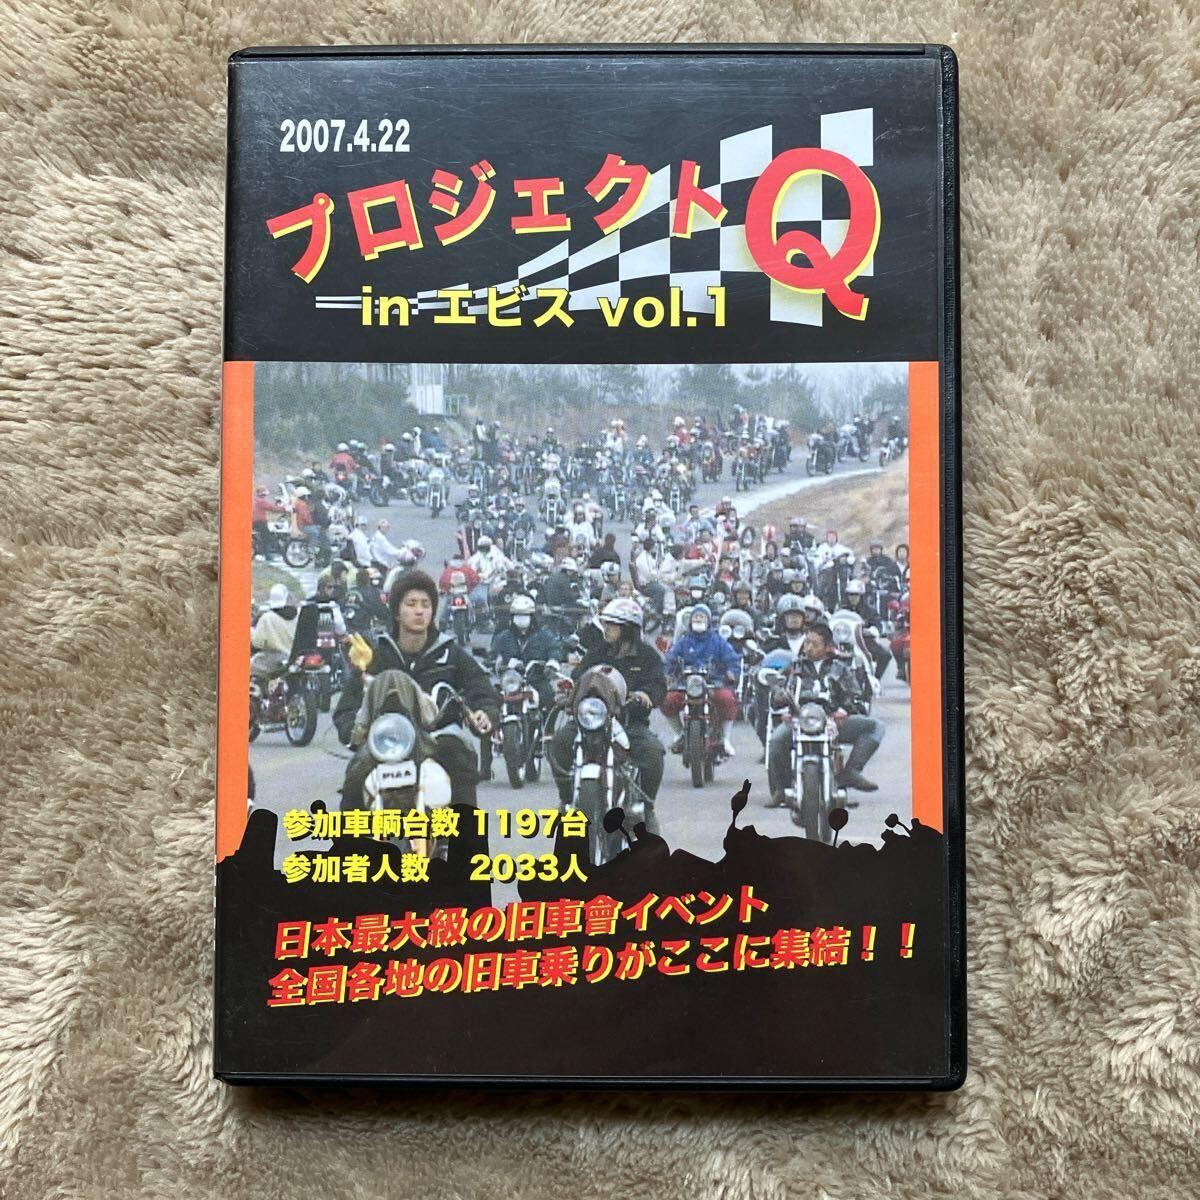 2007.4.22
プロジェクトQ
in エビス vol.1
PIAA
参加車輌台数 1197台
参加者人数 2033人
日本最大級の旧車會イベント
全国各地の旧車乗りがここに集結！！